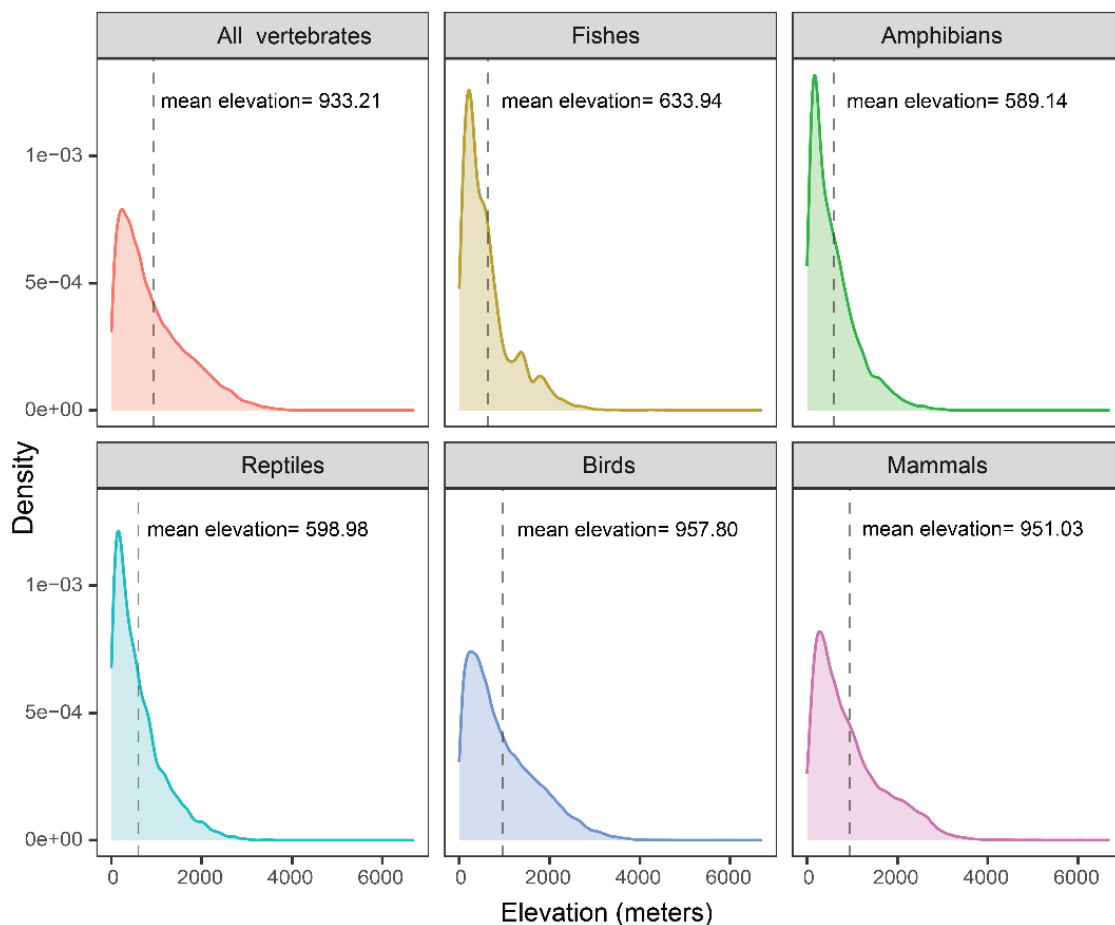 All vertebrates
Fishes
Amphibians
mean elevation= 933.21
mean elevation= 633.94
mean elevation= 589.14
1e−03
5e−04
0e+00
Reptiles
Birds
Mammals
mean elevation= 598.98
mean elevation= 957.80
mean elevation= 951.03
1e−03
5e−04
0e+00
Density
0 2000 4000 6000
0 2000 4000 6000
0 2000 4000 6000
Elevation (meters)